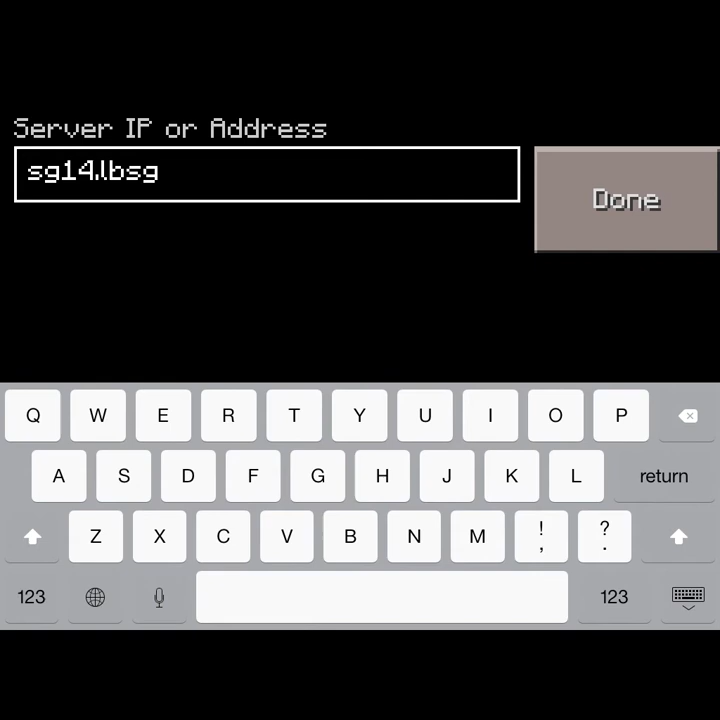 Server IP or Address
sg14.lbsg
Done
Q W E R T Y U I O P
A S D F G H J K L return
Z X C V B N M ! , ? .
123 123